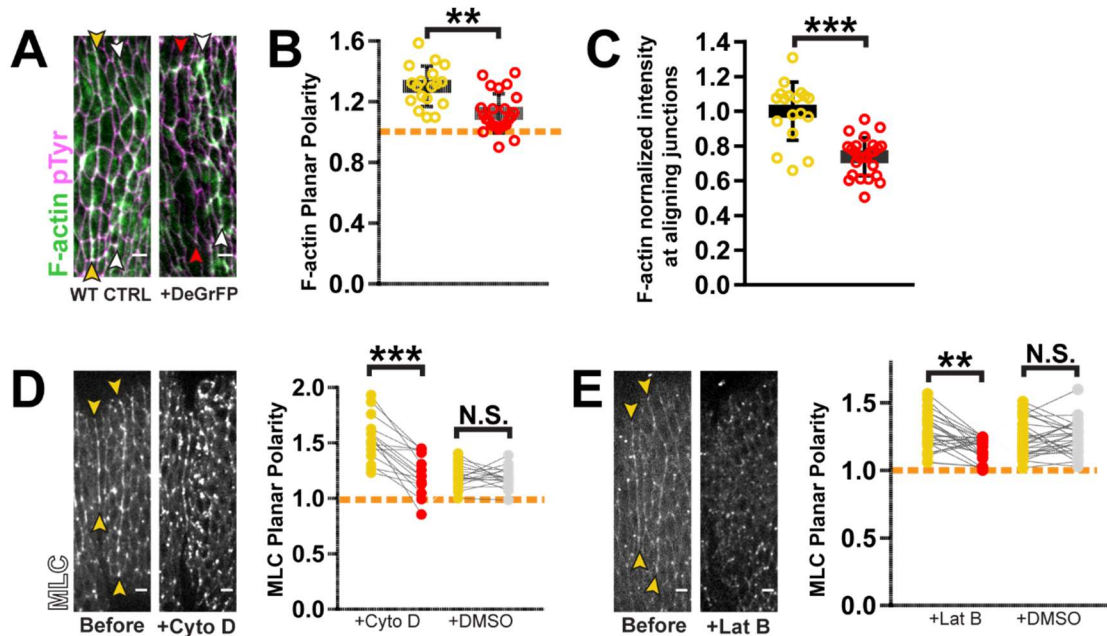 A
F-actin pTyr
WT CTRL
+DeGrFP
B
F-actin Planar Polarity
1.6
1.2
0.8
0.4
0.0
**
C
F-actin normalized intensity
at aligning junctions
1.4
1.2
1.0
0.8
0.6
0.4
0.2
0.0
***
D
MLC
Before
+Cyto D
MLC Planar Polarity
2.0
1.5
1.0
0.5
0.0
***
N.S.
+Cyto D
+DMSO
E
Before
+Lat B
MLC Planar Polarity
1.5
1.0
0.5
0.0
**
N.S.
+Lat B
+DMSO